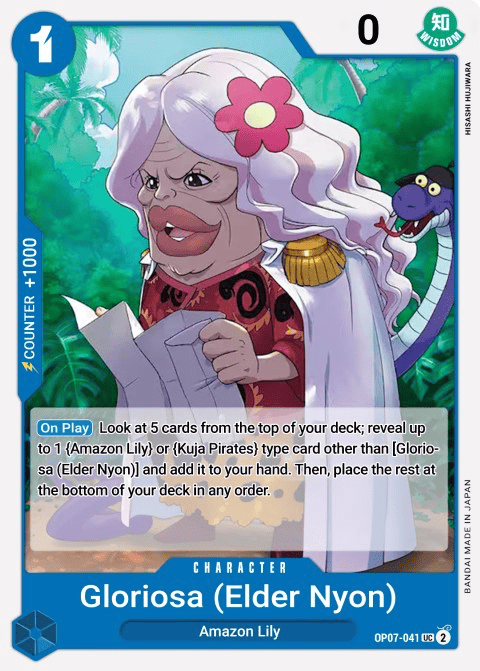 1
0
知
WISDOM
HISASHI HUJIWARA
COUNTER +1000
On Play Look at 5 cards from the top of your deck; reveal up
to 1 {Amazon Lily} or {Kuja Pirates} type card other than [Glorio-
sa (Elder Nyon)] and add it to your hand. Then, place the rest at
the bottom of your deck in any order.
BANDAI MADE IN JAPAN
CHARACTER
Gloriosa (Elder Nyon)
Amazon Lily
OP07-041 UC 2